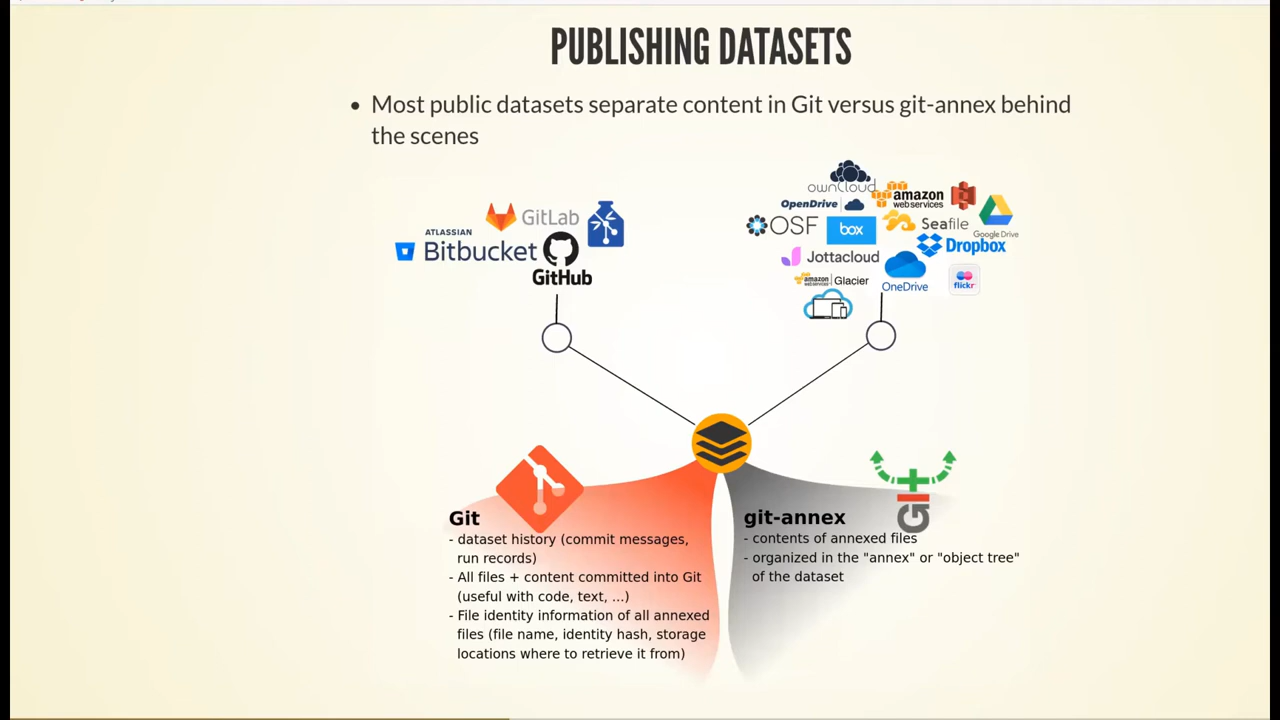 PUBLISHING DATASETS
• Most public datasets separate content in Git versus git-annex behind
the scenes
GitLab
ATLASSIAN
Bitbucket
GitHub
ownCloud
OpenDrive
amazon
web services
OSF
box
Seafile
Google Drive
Dropbox
Jottacloud
amazon
web services
Glacier
OneDrive
flickr
Git
- dataset history (commit messages,
run records)
- All files + content committed into Git
(useful with code, text, ...)
- File identity information of all annexed
files (file name, identity hash, storage
locations where to retrieve it from)
git-annex
GIT
- contents of annexed files
- organized in the "annex" or "object tree"
of the dataset